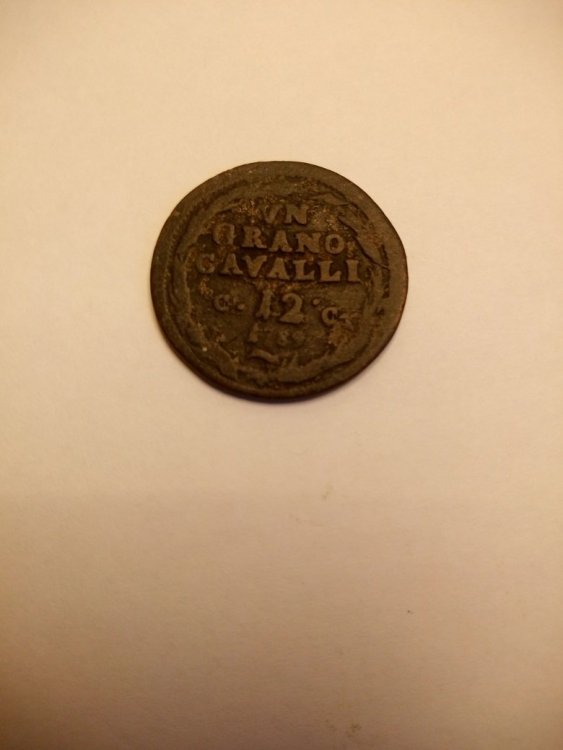 VN
GRANO
CAVALLI
C. 12 . C